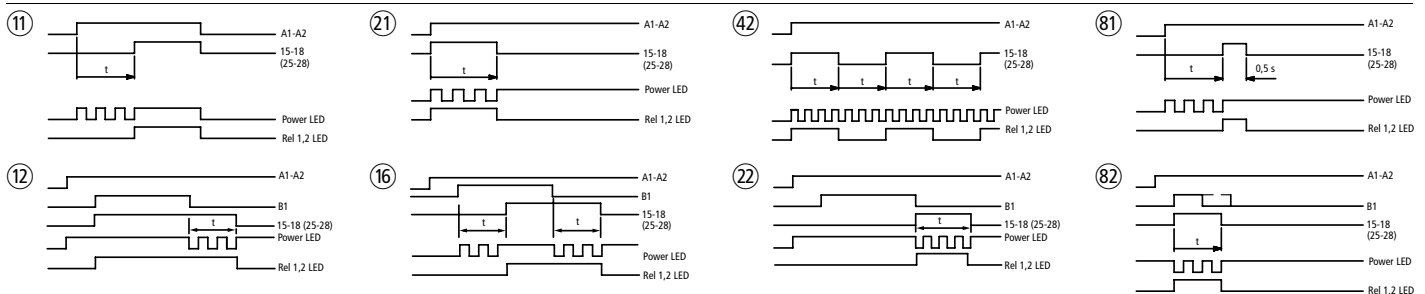 11
A1-A2
15-18
(25-28)
t
Power LED
Rel 1,2 LED
21
A1-A2
15-18
(25-28)
t
Power LED
Rel 1,2 LED
42
A1-A2
15-18
(25-28)
t t t t
Power LED
Rel 1,2 LED
81
A1-A2
15-18
(25-28)
t 0,5 s
Power LED
Rel 1,2 LED
12
A1-A2
B1
t
15-18 (25-28)
Power LED
Rel 1,2 LED
16
A1-A2
B1
15-18
(25-28)
t t
Power LED
Rel 1,2 LED
22
A1-A2
B1
t
15-18 (25-28)
Power LED
Rel 1,2 LED
82
A1-A2
B1
15-18
(25-28)
t
Power LED
Rel 1.2 LED